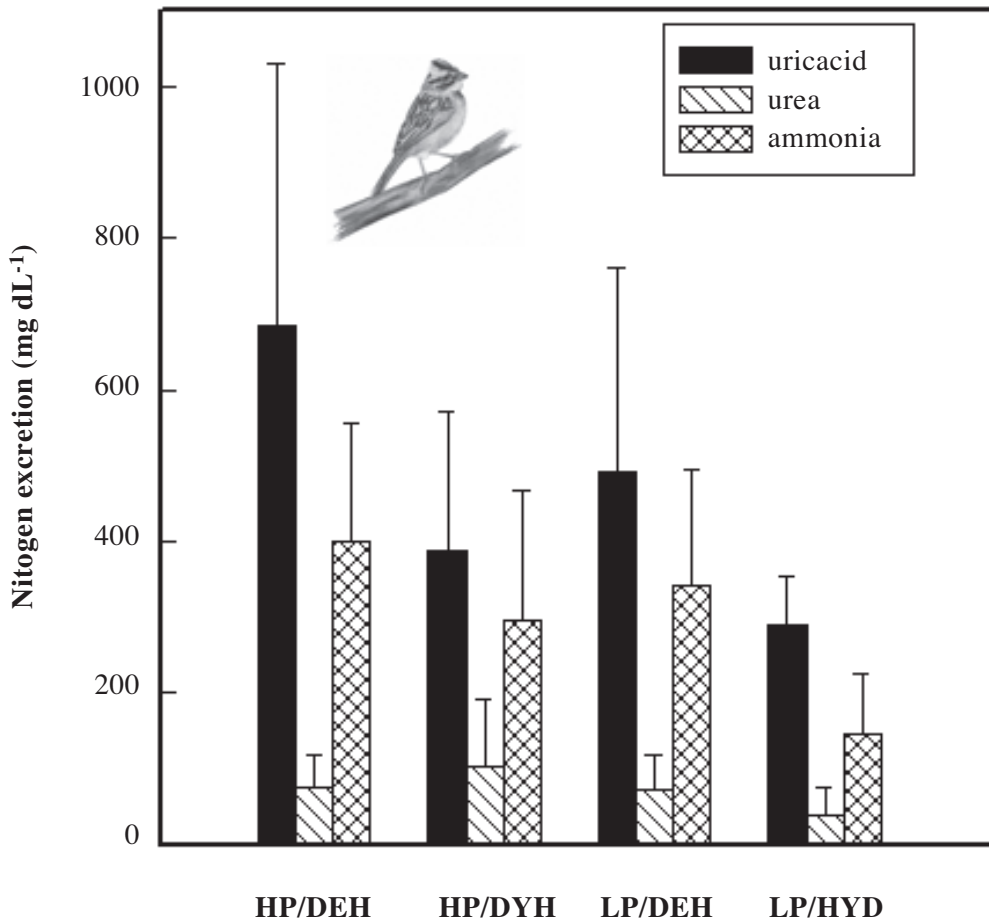 uricacid
urea
ammonia
Nitogen excretion (mg dL-1)
1000
800
600
400
200
0
HP/DEH HP/DYH LP/DEH LP/HYD